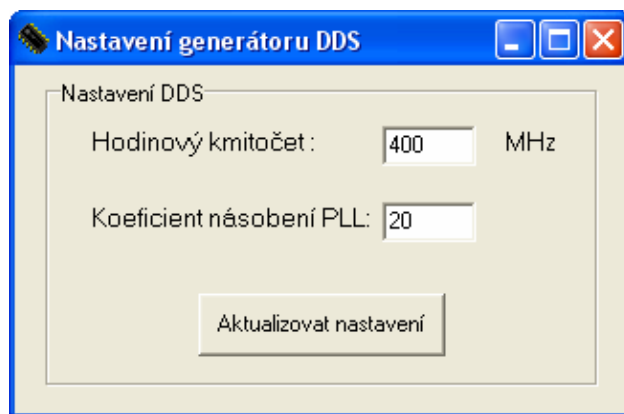 Nastavení generátoru DDS
Nastavení DDS
Hodinový kmitočet : 400 MHz
Koeficient násobení PLL: 20
Aktualizovat nastavení